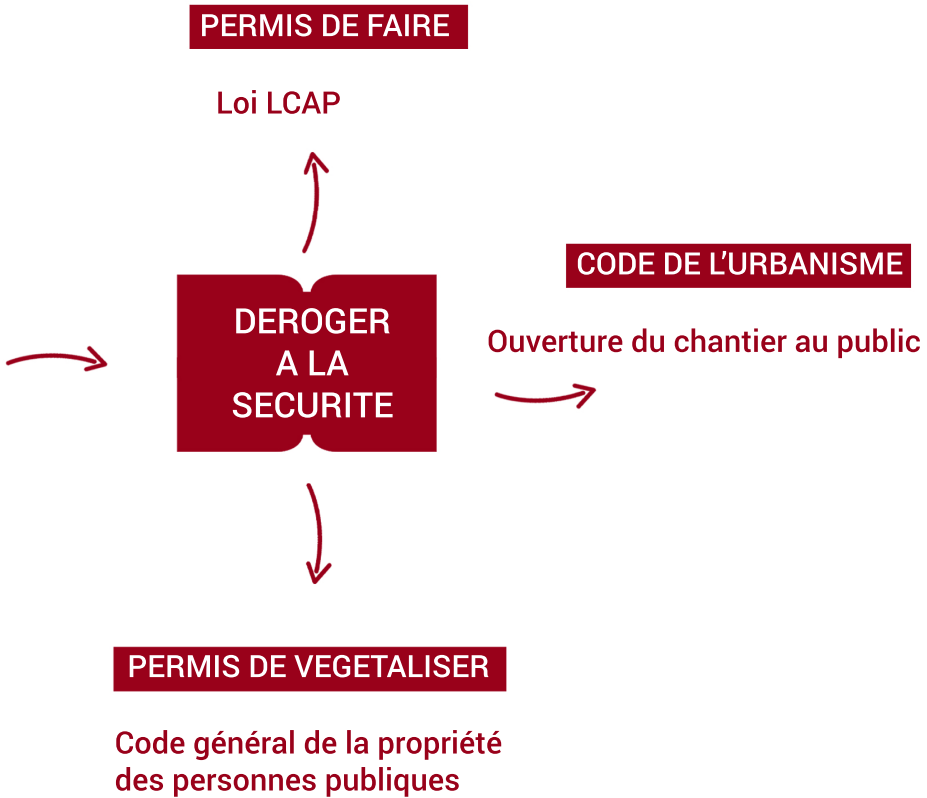 PERMIS DE FAIRE
Loi LCAP
CODE DE L’URBANISME
DEROGER
A LA
SECURITE
Ouverture du chantier au public
PERMIS DE VEGETALISER
Code général de la propriété
des personnes publiques